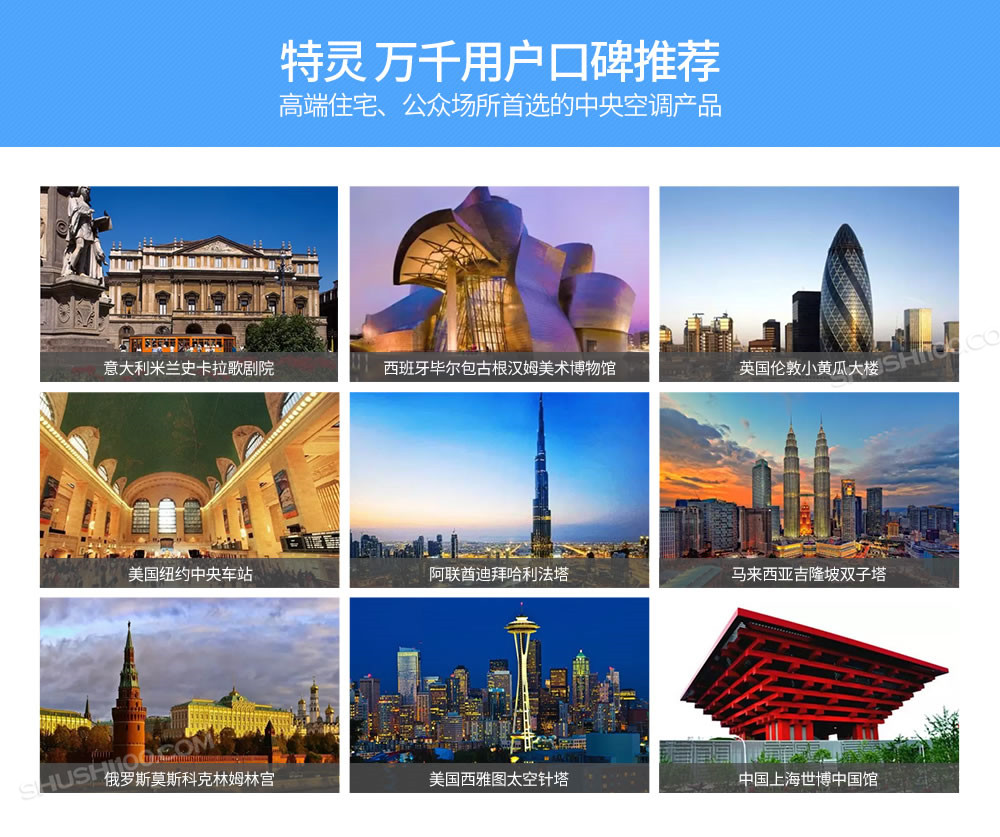 特灵 万千用户口碑推荐
高端住宅、公众场所首选的中央空调产品
意大利米兰史卡拉歌剧院
西班牙毕尔包古根汉姆美术博物馆
英国伦敦小黄瓜大楼
SHUSHI100.COM
美国纽约中央车站
阿联酋迪拜哈利法塔
马来西亚吉隆坡双子塔
俄罗斯莫斯科克林姆林宫
美国西雅图太空针塔
中国上海世博中国馆
SHUSHI100.COM